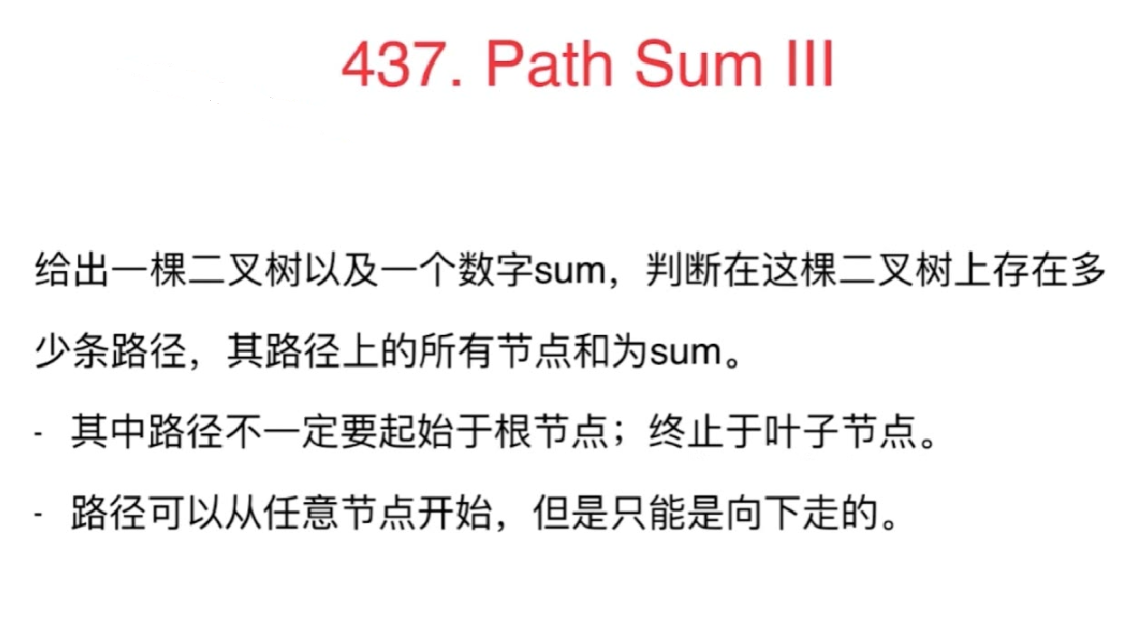 437. Path Sum III
给出一棵二叉树以及一个数字sum，判断在这棵二叉树上存在多
少条路径，其路径上的所有节点和为sum。
- 其中路径不一定要起始于根节点；终止于叶子节点。
- 路径可以从任意节点开始，但是只能是向下走的。